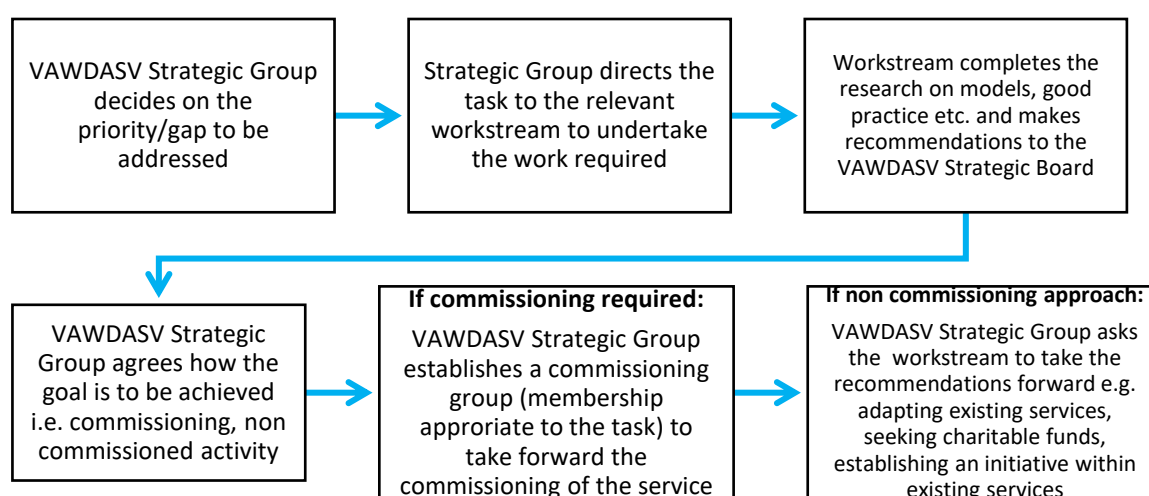 VAWDASV Strategic Group
decides on the
priority/gap to be
addressed
Strategic Group directs the
task to the relevant
workstream to undertake
the work required
Workstream completes the
research on models, good
practice etc. and makes
recommendations to the
VAWDASV Strategic Board
VAWDASV Strategic
Group agrees how the
goal is to be achieved
i.e. commissioning, non
commissioned activity
If commissioning required:
VAWDASV Strategic Group
establishes a commissioning
group (membership
approriate to the task) to
take forward the
commissioning of the service
If non commissioning approach:
VAWDASV Strategic Group asks
the workstream to take the
recommendations forward e.g.
adapting existing services,
seeking charitable funds,
establishing an initiative within
existing services